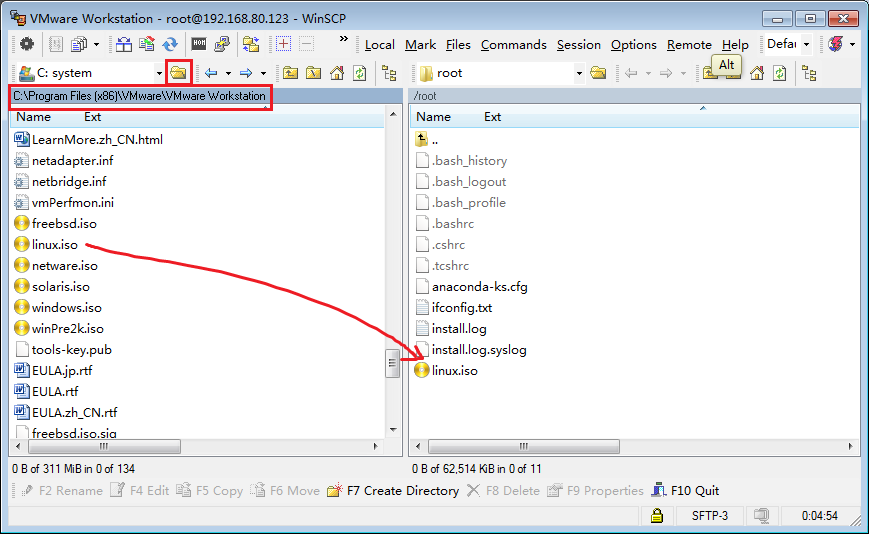 VMware Workstation - root@192.168.80.123 - WinSCP
» Local Mark Files Commands Session Options Remote Help Defau
C: system
root
Alt
C:\Program Files (x86)\VMware\VMware Workstation
/root
Name Ext
Name Ext
LearnMore.zh_CN.html
netadapter.inf
netbridge.inf
vmPerfmon.ini
freebsd.iso
linux.iso
netware.iso
solaris.iso
windows.iso
winPre2k.iso
tools-key.pub
EULA.jp.rtf
EULA.rtf
EULA.zh_CN.rtf
freebsd.iso.sig
..
.bash_history
.bash_logout
.bash_profile
.bashrc
.cshrc
.tcshrc
anaconda-ks.cfg
ifconfig.txt
install.log
install.log.syslog
linux.iso
0 B of 311 MiB in 0 of 134
0 B of 62,514 KiB in 0 of 11
F2 Rename F4 Edit F5 Copy F6 Move F7 Create Directory F8 Delete F9 Properties F10 Quit
SFTP-3 0:04:54